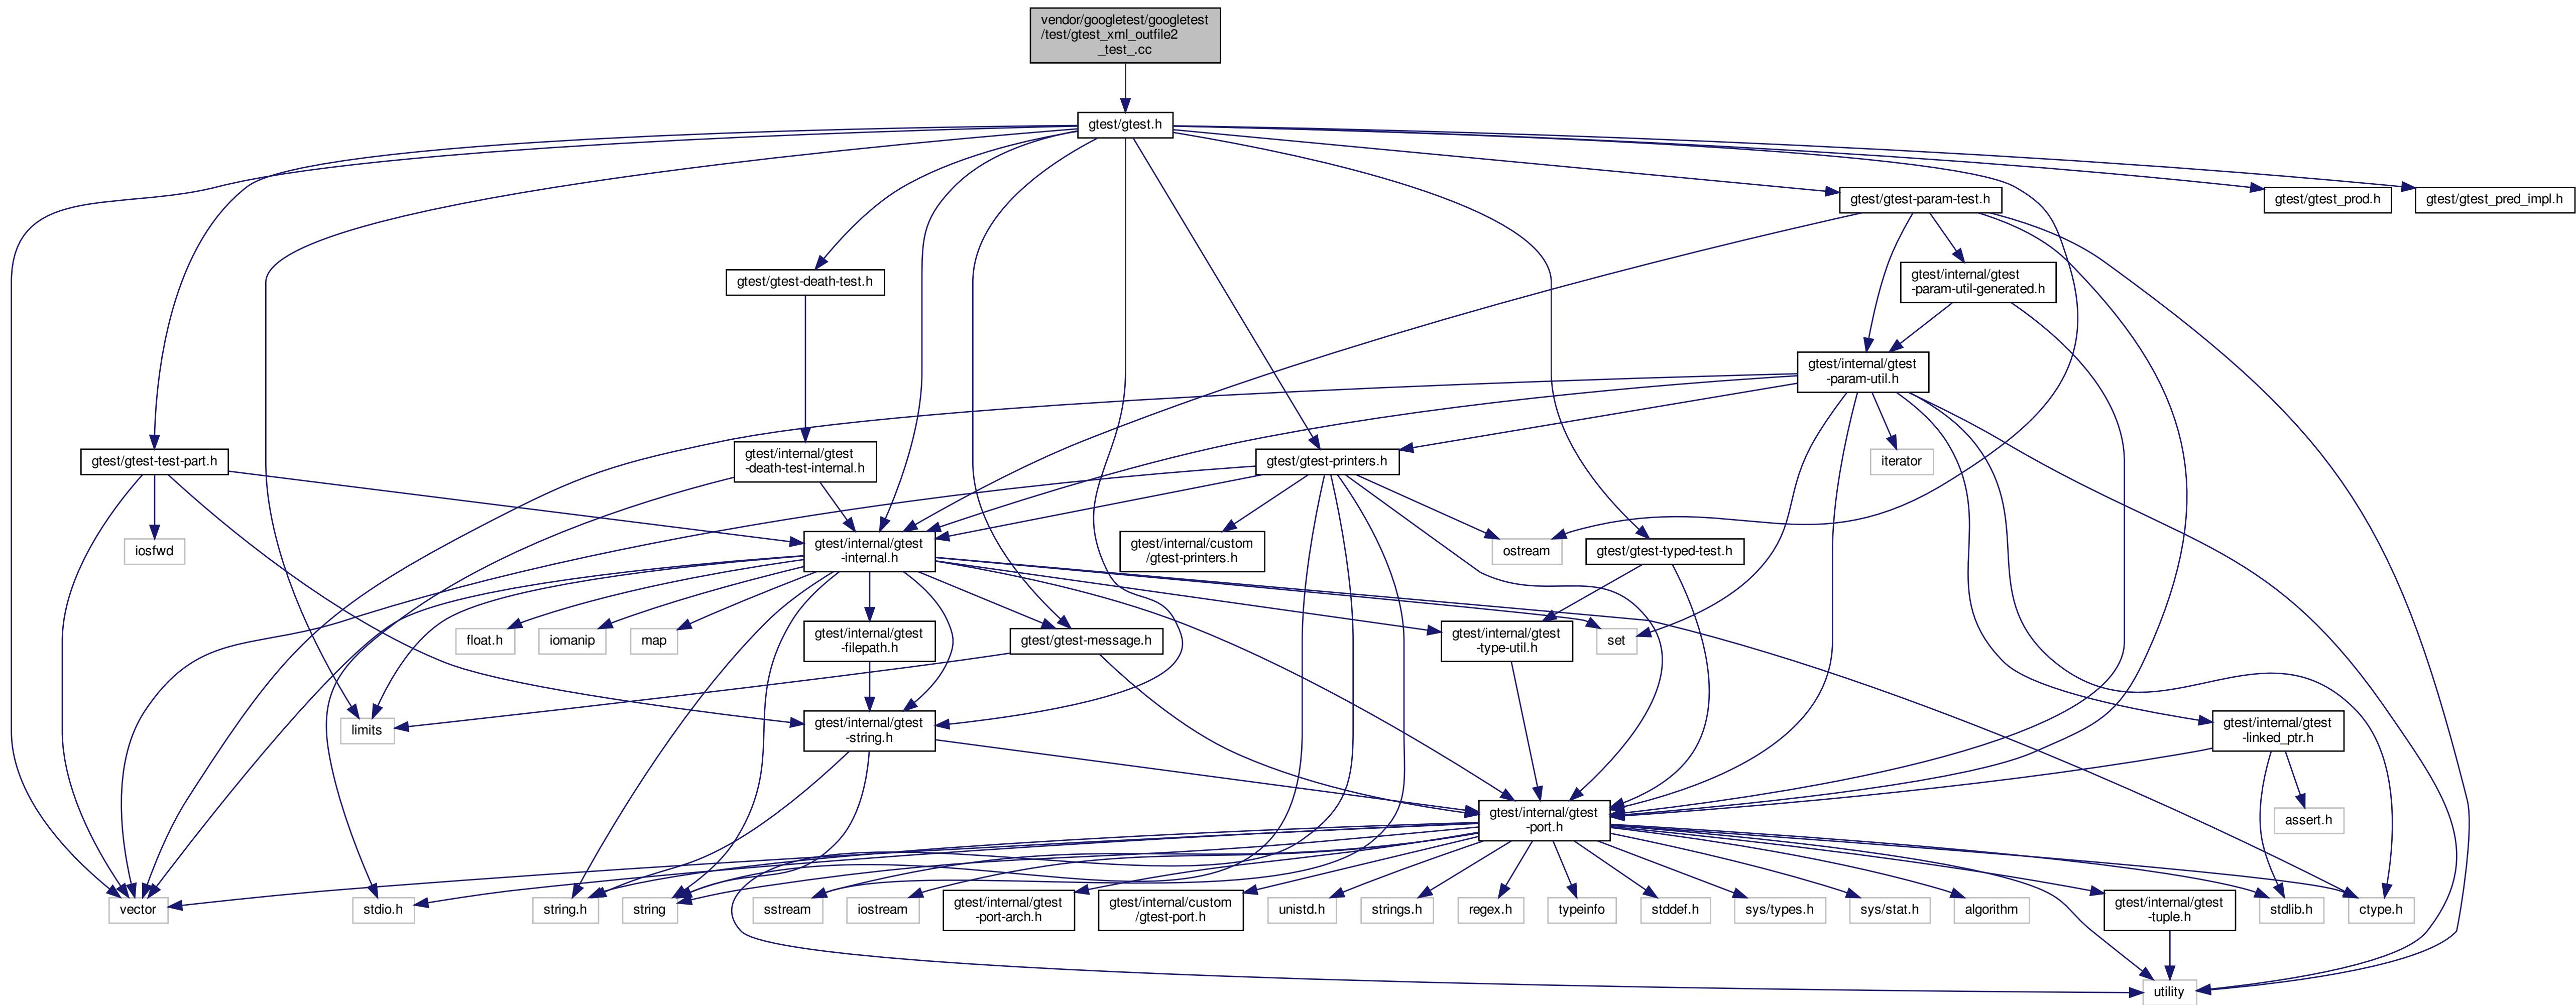 vendor/googletest/googletest
/test/gtest_xml_outfile2
_test_.cc
gtest/gtest.h
gtest/gtest-param-test.h
gtest/gtest_prod.h
gtest/gtest_pred_impl.h
gtest/gtest-death-test.h
gtest/internal/gtest
-param-util-generated.h
gtest/internal/gtest
-param-util.h
gtest/gtest-test-part.h
gtest/internal/gtest
-death-test-internal.h
gtest/gtest-printers.h
iterator
iosfwd
gtest/internal/gtest
-internal.h
gtest/internal/custom
/gtest-printers.h
ostream
gtest/gtest-typed-test.h
float.h
iomanip
map
gtest/internal/gtest
-filepath.h
gtest/gtest-message.h
gtest/internal/gtest
-type-util.h
set
limits
gtest/internal/gtest
-string.h
gtest/internal/gtest
-linked_ptr.h
gtest/internal/gtest
-port.h
assert.h
vector
stdio.h
string.h
string
sstream
iostream
gtest/internal/gtest
-port-arch.h
gtest/internal/custom
/gtest-port.h
unistd.h
strings.h
regex.h
typeinfo
stddef.h
sys/types.h
sys/stat.h
algorithm
gtest/internal/gtest
-tuple.h
stdlib.h
ctype.h
utility